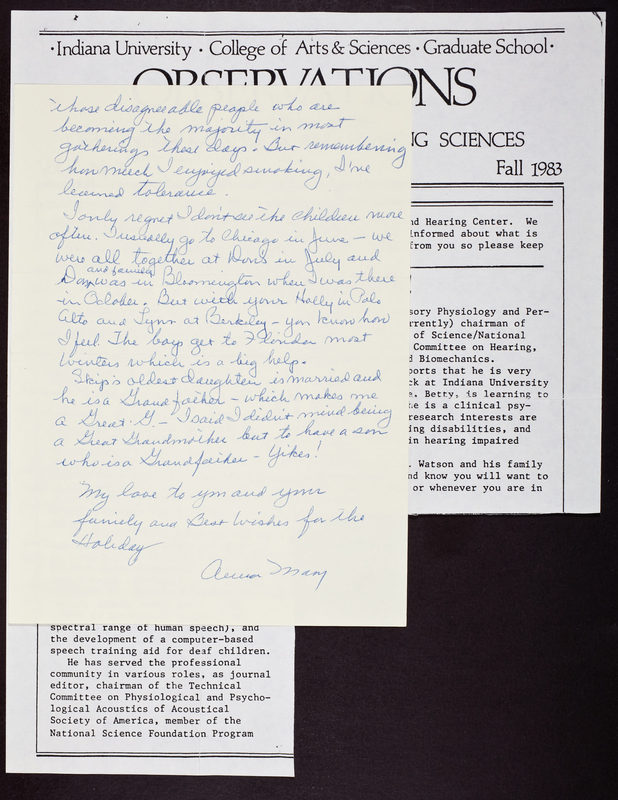 ·Indiana University · College of Arts & Sciences · Graduate School·
OBSERVATIONS
NG SCIENCES
Fall 1983
those disagreeable people who are
becoming the majority in most
gatherings these days. But remembering
how much I enjoyed smoking, I've
learned tolerance.
I only regret I don't see the children more
often. I usually go to Chicago in June — we
were all together at Don's in July and
and family
Don was in Bloomington when I was there
in October. But with your Holly in Palo
Alto and Lynn at Berkeley — you know how
I feel. The boys get to Florida most
Winters which is a big help.
Skip's oldest daughter is married and
he is a Grandfather — which makes me
a Great G — I said I didn't mind being
a Great Grandmother but to have a son
who is a Grandfather — Yikes!
My love to you and your
family and Best Wishes for the
Holiday
Mary
nd Hearing Center. We
informed about what is
from you so please keep
sory Physiology and Per-
rrently) chairman of
of Science/National
Committee on Hearing,
d Biomechanics.
ports that he is very
ck at Indiana University
e. Betty, is learning to
he is a clinical psy-
research interests are
ing disabilities, and
in hearing impaired
. Watson and his family
nd know you will want to
or whenever you are in
spectral range of human speech), and
the development of a computer-based
speech training aid for deaf children.
He has served the professional
community in various roles, as journal
editor, chairman of the Technical
Committee on Physiological and Psycho-
logical Acoustics of Acoustical
Society of America, member of the
National Science Foundation Program